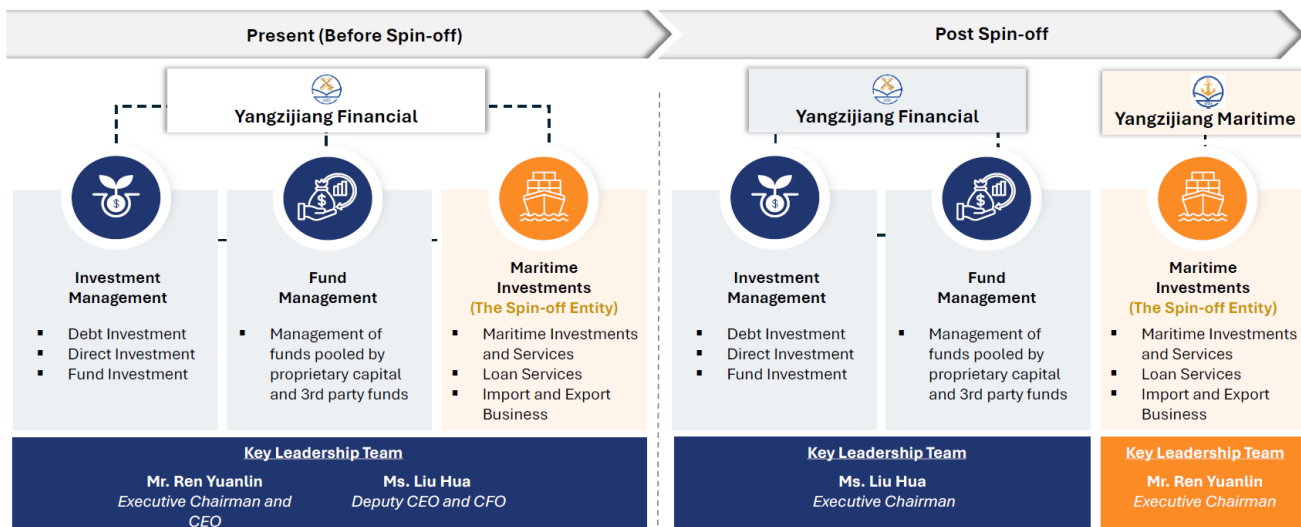 Present (Before Spin-off)
Post Spin-off
Yangzijiang Financial
Yangzijiang Financial
Yangzijiang Maritime
$
$
$
$
Investment
Management
▪ Debt Investment
▪ Direct Investment
▪ Fund Investment
Fund
Management
▪ Management of
funds pooled by
proprietary capital
and 3rd party funds
Maritime
Investments
(The Spin-off Entity)
▪ Maritime Investments
and Services
▪ Loan Services
▪ Import and Export
Business
Investment
Management
▪ Debt Investment
▪ Direct Investment
▪ Fund Investment
Fund
Management
▪ Management of
funds pooled by
proprietary capital
and 3rd party funds
Maritime
Investments
(The Spin-off Entity)
▪ Maritime Investments
and Services
▪ Loan Services
▪ Import and Export
Business
Key Leadership Team
Mr. Ren Yuanlin
Executive Chairman and
CEO
Ms. Liu Hua
Deputy CEO and CFO
Key Leadership Team
Ms. Liu Hua
Executive Chairman
Key Leadership Team
Mr. Ren Yuanlin
Executive Chairman